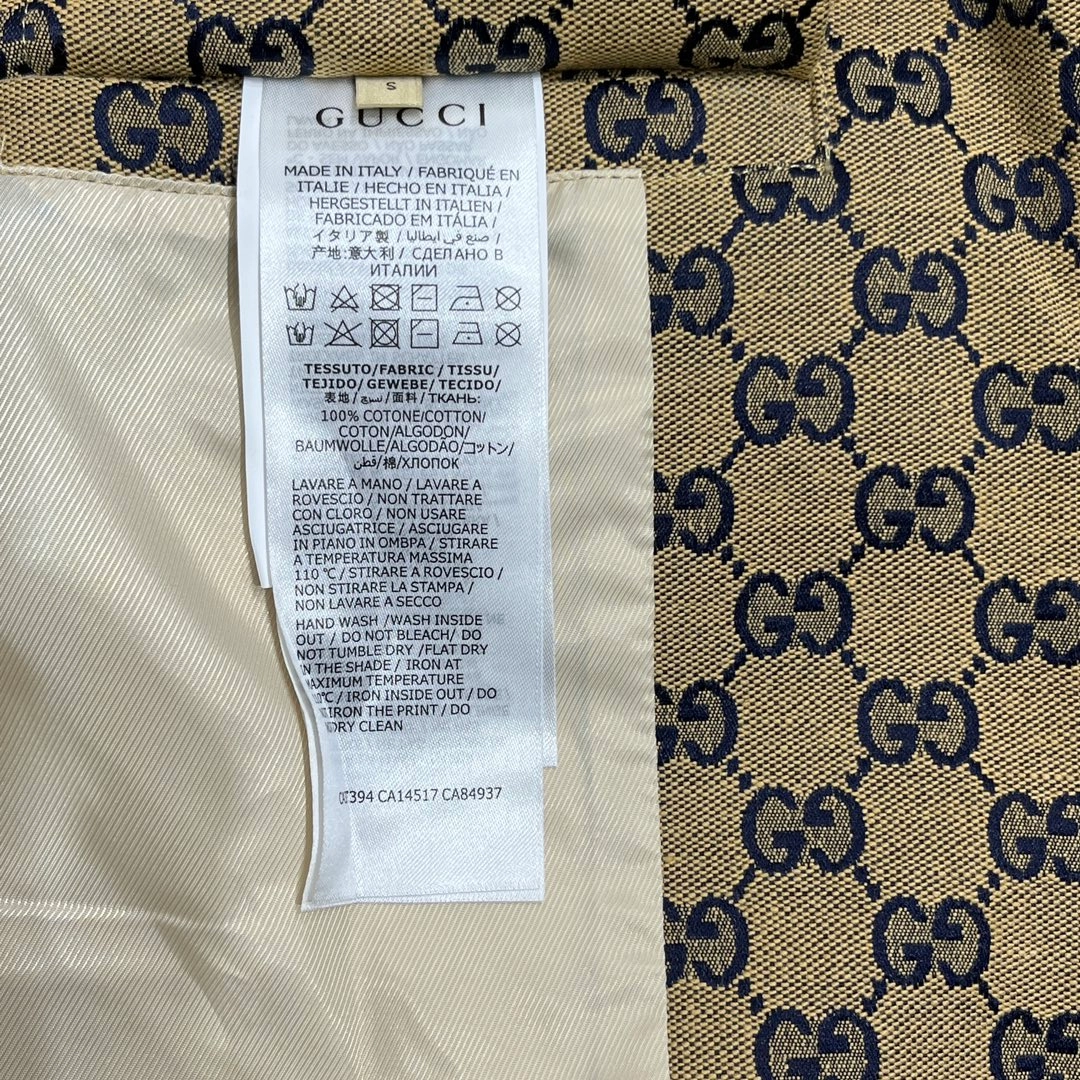 S
GUCCI
MADE IN ITALY / FABRIQUÉ EN
ITALIE / HECHO EN ITALIA /
HERGESTELLT IN ITALIEN /
FABRICADO EM ITÁLIA /
イタリア製 / صنع في ايطاليا /
产地:意大利 / СДЕЛАНО В
ИТАЛИИ
TESSUTO/FABRIC / TISSU/
TEJIDO/ GEWEBE/ TECIDO/
表地/نسيج/面料/ТКАНЬ:
100% COTONE/COTTON/
COTON/ALGODON/
BAUMWOLLE/ALGODÃO/コットン/
قطن/棉/ХЛОПОК
LAVARE A MANO / LAVARE A
ROVESCIO / NON TRATTARE
CON CLORO / NON USARE
ASCIUGATRICE / ASCIUGARE
IN PIANO IN OMBPA / STIRARE
A TEMPERATURA MASSIMA
110 ℃ / STIRARE A ROVESCIO /
NON STIRARE LA STAMPA /
NON LAVARE A SECCO
HAND WASH /WASH INSIDE
OUT / DO NOT BLEACH/ DO
NOT TUMBLE DRY /FLAT DRY
IN THE SHADE / IRON AT
MAXIMUM TEMPERATURE
℃ / IRON INSIDE OUT / DO
IRON THE PRINT / DO
DRY CLEAN
394 CA14517 CA84937